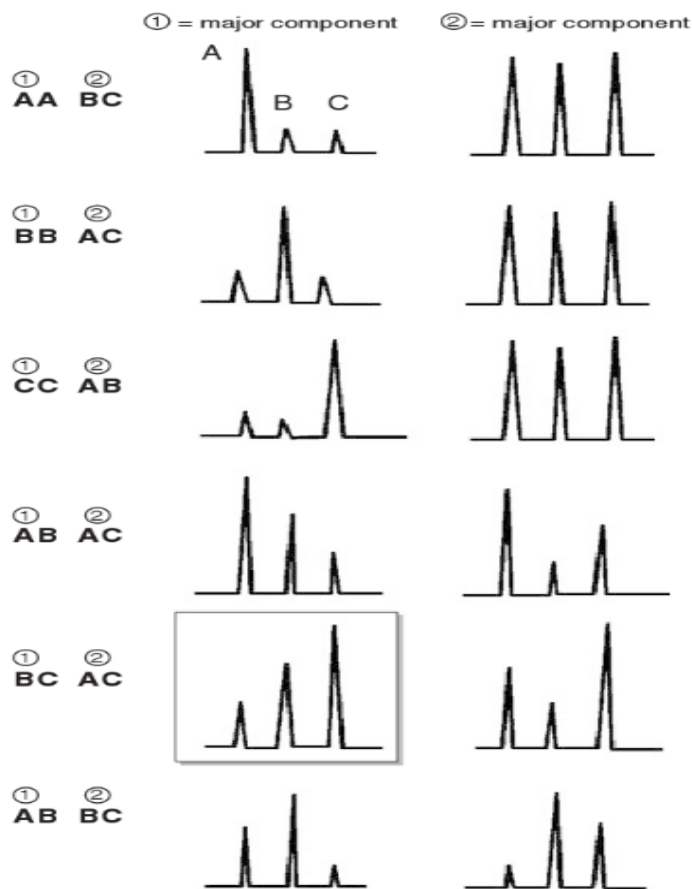 ① = major component ② = major component
A
B C
① ②
AA BC
① ②
BB AC
① ②
CC AB
① ②
AB AC
① ②
BC AC
① ②
AB BC